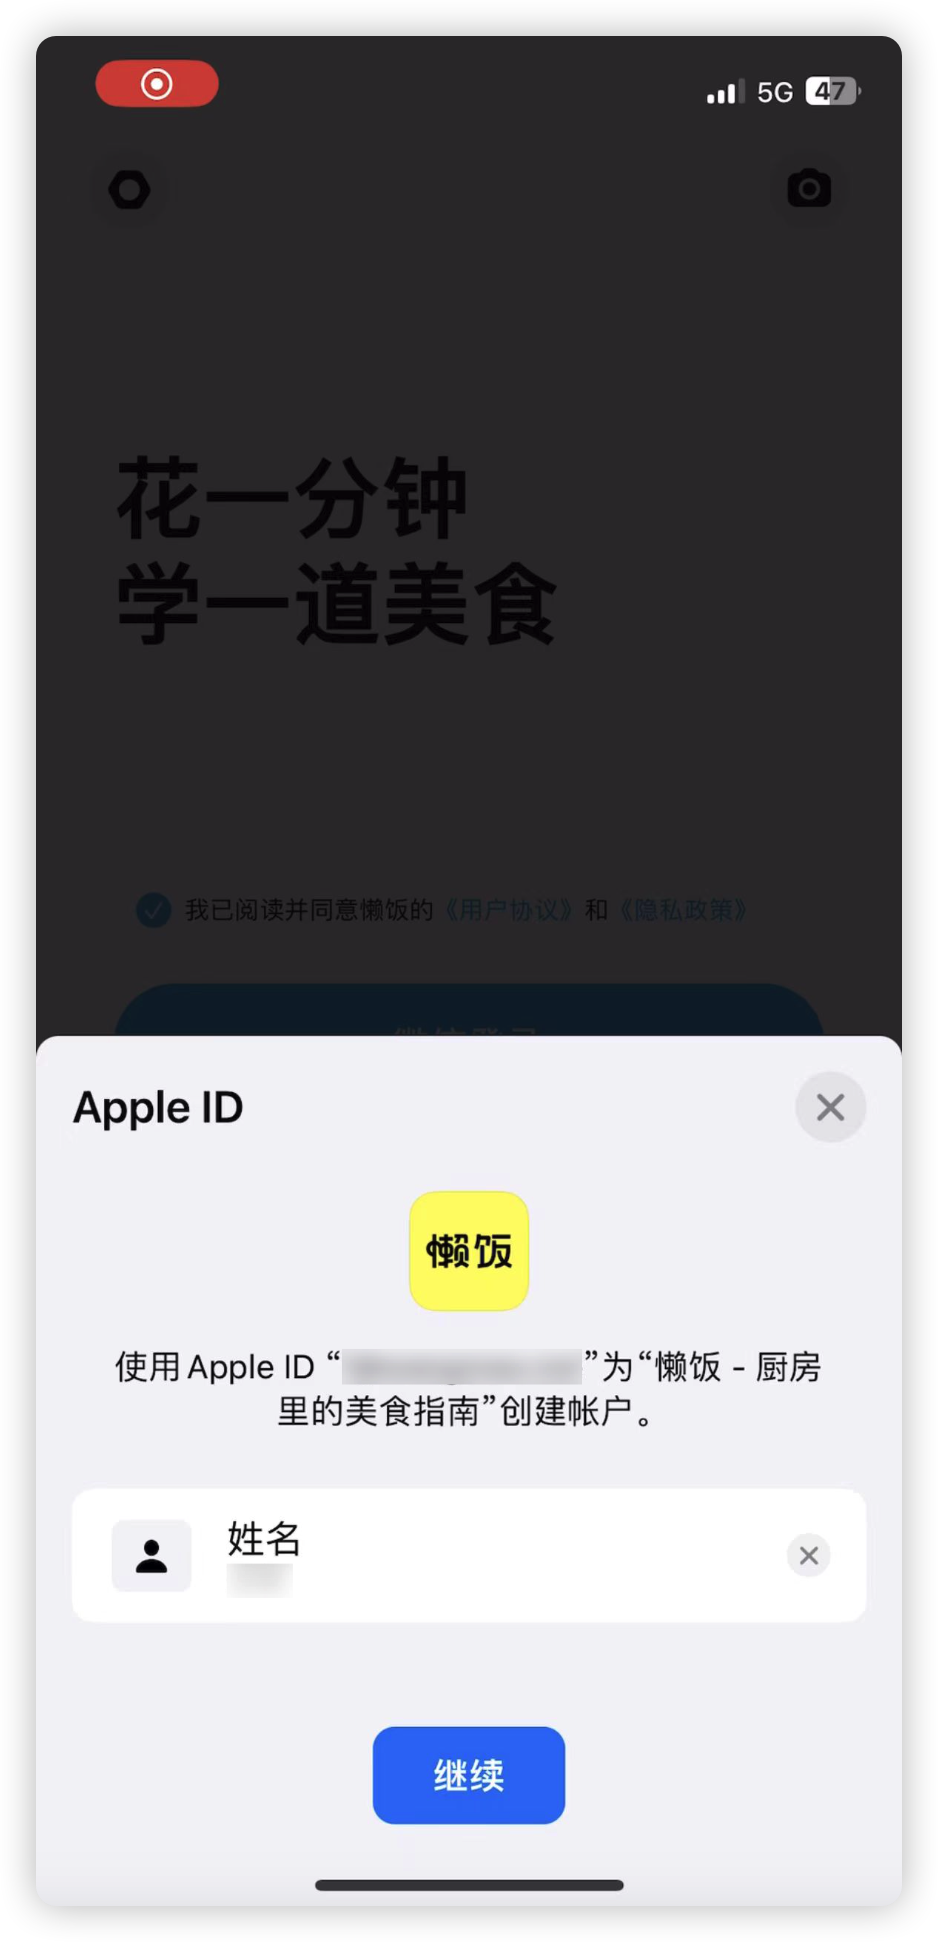 5G 47
花一分钟
学一道美食
我已阅读并同意懒饭的《用户协议》和《隐私政策》
Apple ID
懒饭
使用 Apple ID “”为“懒饭 - 厨房
里的美食指南”创建帐户。
姓名
继续